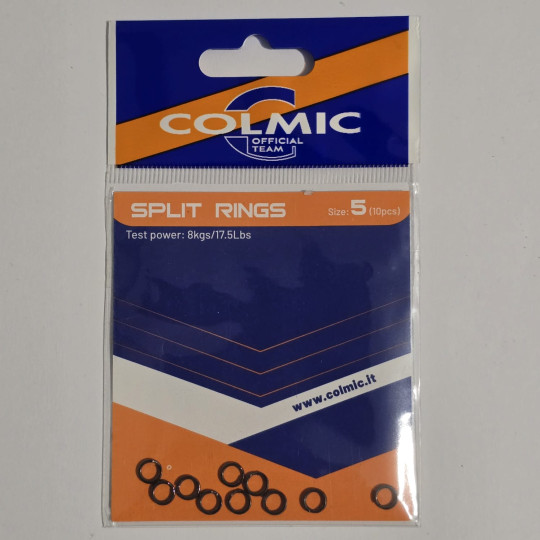 COLMIC
OFFICIAL
TEAM
SPLIT RINGS
Size: 5 (10pcs)
Test power: 8kgs/17.5Lbs
www.colmic.it